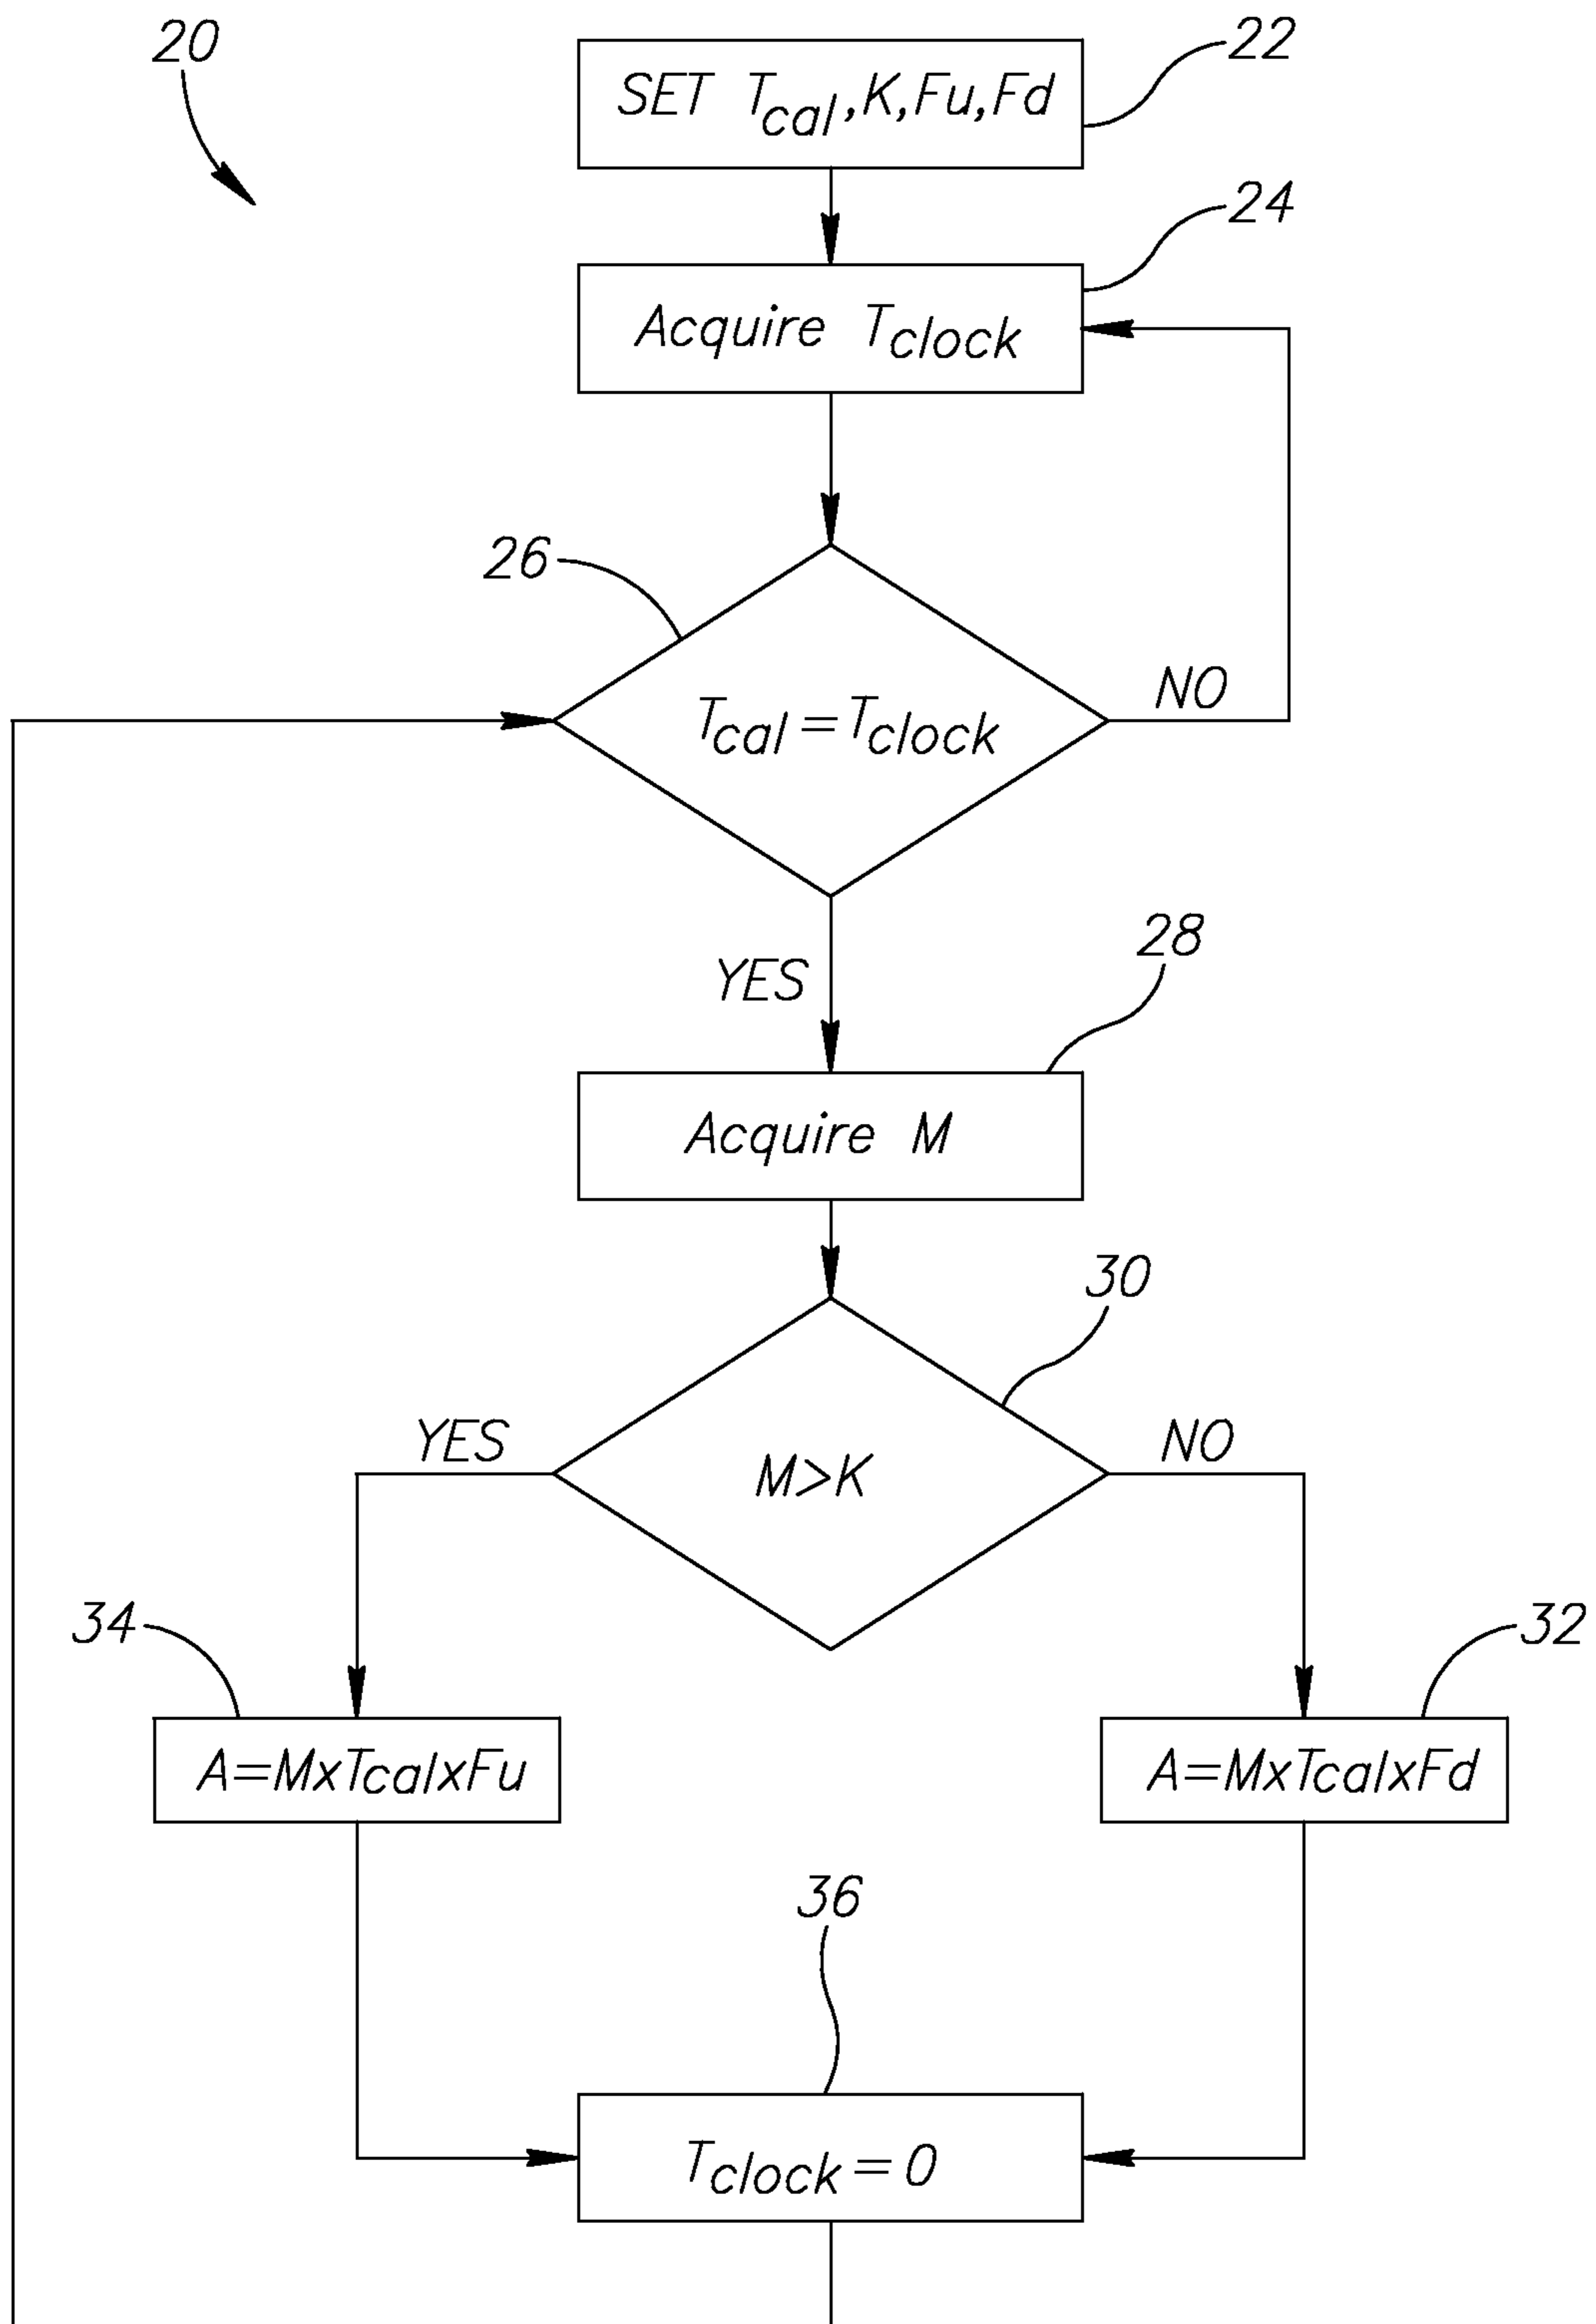 20
22
SET Tcal,K,Fu,Fd
24
Acquire Tclock
26
NO
Tcal=Tclock
28
YES
Acquire M
30
YES
NO
M>K
34
32
A=MxTcalxFu
A=MxTcalxFd
36
Tclock=0